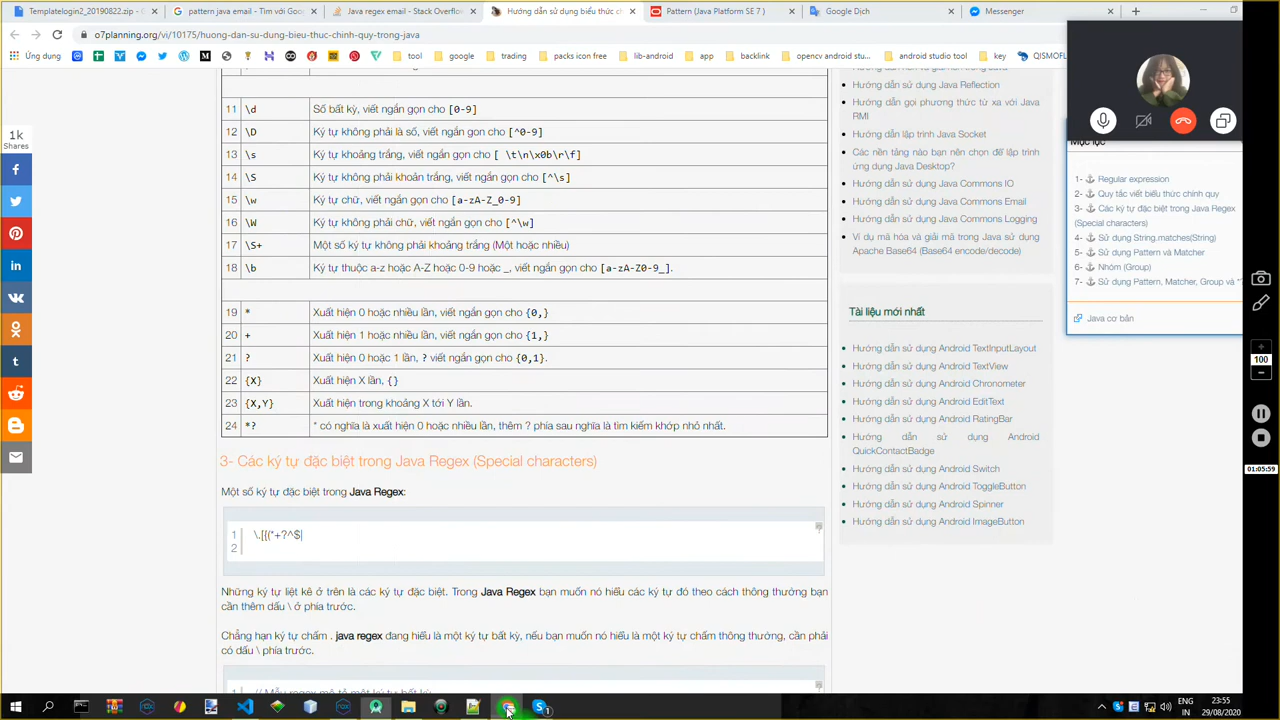 Templatelogin2_20190822.zip -
pattern java email - Tìm với Goo
Java regex email - Stack Overflo
Hướng dẫn sử dụng biểu thức ch
Pattern (Java Platform SE 7 )
Google Dịch
Messenger
o7planning.org/vi/10175/huong-dan-su-dung-bieu-thuc-chinh-quy-trong-java
Ứng dụng
tool
google
trading
packs icon free
lib-android
app
backlink
opencv android stud
android studio tool
key
QISMOFL
1k
Shares
11 \d Số bất kỳ, viết ngắn gọn cho [0-9]
12 \D Ký tự không phải là số, viết ngắn gọn cho [^0-9]
13 \s Ký tự khoảng trắng, viết ngắn gọn cho [ \t\n\x0b\r\f]
14 \S Ký tự không phải khoản trắng, viết ngắn gọn cho [^\s]
15 \w Ký tự chữ, viết ngắn gọn cho [a-zA-Z_0-9]
16 \W Ký tự không phải chữ, viết ngắn gọn cho [^\w]
17 \S+ Một số ký tự không phải khoảng trắng (Một hoặc nhiều)
18 \b Ký tự thuộc a-z hoặc A-Z hoặc 0-9 hoặc _, viết ngắn gọn cho [a-zA-Z0-9_].
19 * Xuất hiện 0 hoặc nhiều lần, viết ngắn gọn cho {0,}
20 + Xuất hiện 1 hoặc nhiều lần, viết ngắn gọn cho {1,}
21 ? Xuất hiện 0 hoặc 1 lần, ? viết ngắn gọn cho {0,1}.
22 {X} Xuất hiện X lần, {}
23 {X,Y} Xuất hiện trong khoảng X tới Y lần.
24 *? * có nghĩa là xuất hiện 0 hoặc nhiều lần, thêm ? phía sau nghĩa là tìm kiếm khớp nhỏ nhất.
3- Các ký tự đặc biệt trong Java Regex (Special characters)
Một số ký tự đặc biệt trong Java Regex:
1 \.[{(*+?^$|
2
Những ký tự liệt kê ở trên là các ký tự đặc biệt. Trong Java Regex bạn muốn nó hiểu các ký tự đó theo cách thông thường bạn
cần thêm dấu \ ở phía trước.
Chẳng hạn ký tự chấm . java regex đang hiểu là một ký tự bất kỳ, nếu bạn muốn nó hiểu là một ký tự chấm thông thường, cần phải
có dấu \ phía trước.
1 // Mẫu regex mô tả một ký tự bất kỳ.
Hướng dẫn sử dụng Java Reflection
Hướng dẫn gọi phương thức từ xa với Java
RMI
Hướng dẫn lập trình Java Socket
Các nền tảng nào bạn nên chọn để lập trình
ứng dụng Java Desktop?
Hướng dẫn sử dụng Java Commons IO
Hướng dẫn sử dụng Java Commons Email
Hướng dẫn sử dụng Java Commons Logging
Ví dụ mã hóa và giải mã trong Java sử dụng
Apache Base64 (Base64 encode/decode)
Tài liệu mới nhất
Hướng dẫn sử dụng Android TextInputLayout
Hướng dẫn sử dụng Android TextView
Hướng dẫn sử dụng Android Chronometer
Hướng dẫn sử dụng Android EditText
Hướng dẫn sử dụng Android RatingBar
Hướng dẫn sử dụng Android
QuickContactBadge
Hướng dẫn sử dụng Android Switch
Hướng dẫn sử dụng Android ToggleButton
Hướng dẫn sử dụng Android Spinner
Hướng dẫn sử dụng Android ImageButton
Mục lục
1- Regular expression
2- Quy tắc viết biểu thức chính quy
3- Các ký tự đặc biệt trong Java Regex
(Special characters)
4- Sử dụng String.matches(String)
5- Sử dụng Pattern và Matcher
6- Nhóm (Group)
7- Sử dụng Pattern, Matcher, Group và *?
Java cơ bản
100
01:05:59
1
ENG
IN
23:55
29/08/2020